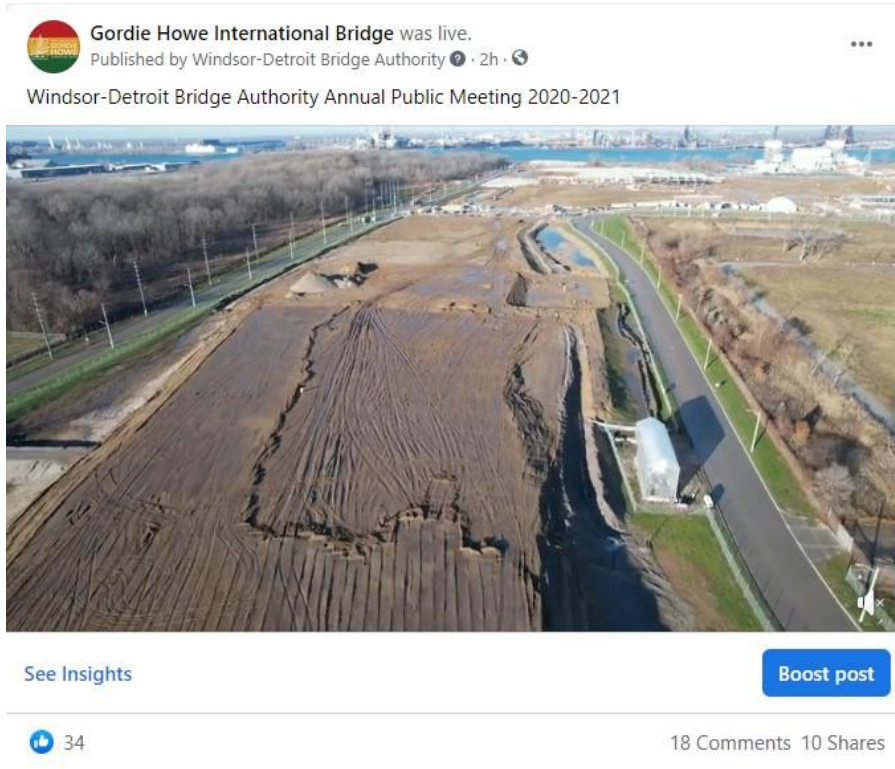 Gordie Howe International Bridge was live.
Published by Windsor-Detroit Bridge Authority ? · 2h ·
Windsor-Detroit Bridge Authority Annual Public Meeting 2020-2021
See Insights
Boost post
34
18 Comments 10 Shares